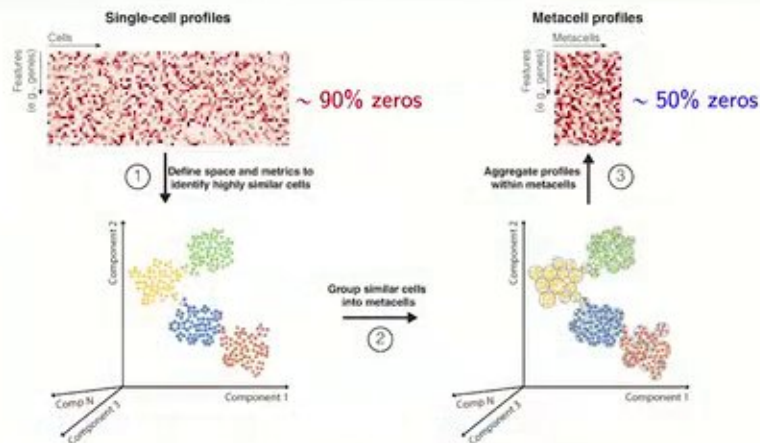 Single-cell profiles
Cells
Features
(e.g., genes)
~ 90% zeros
1
Define space and metrics to
identify highly similar cells
Component 2
Component 1
Comp N
Component 3
Group similar cells
into metacells
2
Metacell profiles
Metacells
Features
(e.g., genes)
~ 50% zeros
Aggregate profiles
within metacells
3
Component 2
Component 1
Comp N
Component 3